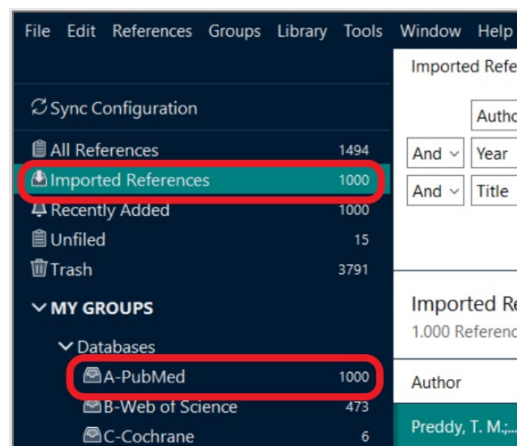 File Edit References Groups Library Tools Window Help
Imported Refe
Sync Configuration
Autho
All References 1494
And Year
Imported References 1000
And Title
Recently Added 1000
Unfiled 15
Trash 3791
MY GROUPS
Imported Re
1.000 Referenc
Databases
A-PubMed 1000
Author
B-Web of Science 473
Preddy, T. M.;...
C-Cochrane 6